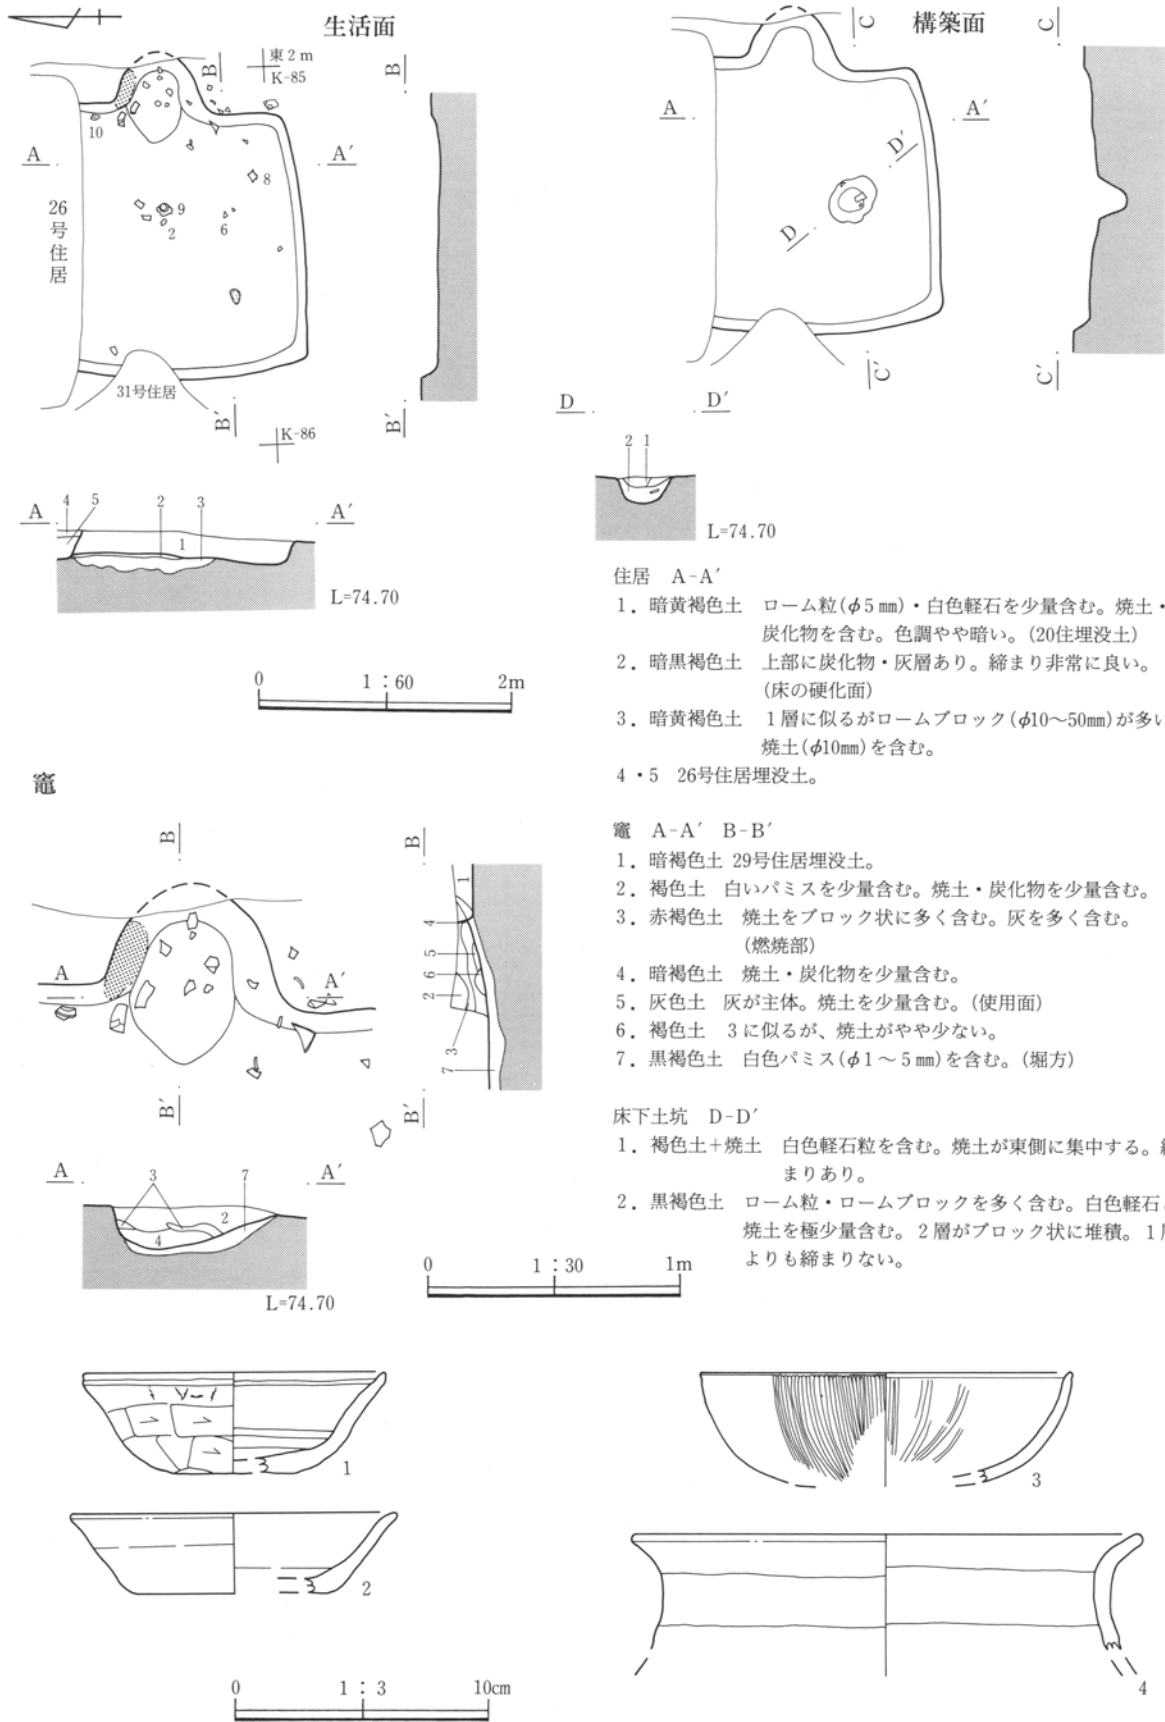 生活面
構築面
東2m
K-85
B
B
C
C
10
A
A′
A
A′
8
D′
9
2
6
D
26号住居
31号住居
B′
B′
C′
C′
K-86
D
D′
2 1
L=74.70
A
4 5 2 3
A′
1
L=74.70
0 1:60 2m
住居 A-A′
1. 暗黄褐色土 ローム粒(φ5㎜)・白色軽石を少量含む。焼土・
炭化物を含む。色調やや暗い。(20住埋没土)
2. 暗黒褐色土 上部に炭化物・灰層あり。締まり非常に良い。
(床の硬化面)
3. 暗黄褐色土 1層に似るがロームブロック(φ10〜50㎜)が多い
焼土(φ10㎜)を含む。
4・5 26号住居埋没土。
竈
B
B
A
A′
1
4
5
6
2
3
7
B′
B′
A
3 7
A′
2
4
L=74.70
0 1:30 1m
竈 A-A′ B-B′
1. 暗褐色土 29号住居埋没土。
2. 褐色土 白いパミスを少量含む。焼土・炭化物を少量含む。
3. 赤褐色土 焼土をブロック状に多く含む。灰を多く含む。
(燃焼部)
4. 暗褐色土 焼土・炭化物を少量含む。
5. 灰色土 灰が主体。焼土を少量含む。(使用面)
6. 褐色土 3に似るが、焼土がやや少ない。
7. 黒褐色土 白色パミス(φ1〜5㎜)を含む。(堀方)
床下土坑 D-D′
1. 褐色土+焼土 白色軽石粒を含む。焼土が東側に集中する。
まりあり。
2. 黒褐色土 ローム粒・ロームブロックを多く含む。白色軽石
焼土を極少量含む。2層がブロック状に堆積。1
よりも締まりない。
1
2
3
4
0 1:3 10cm